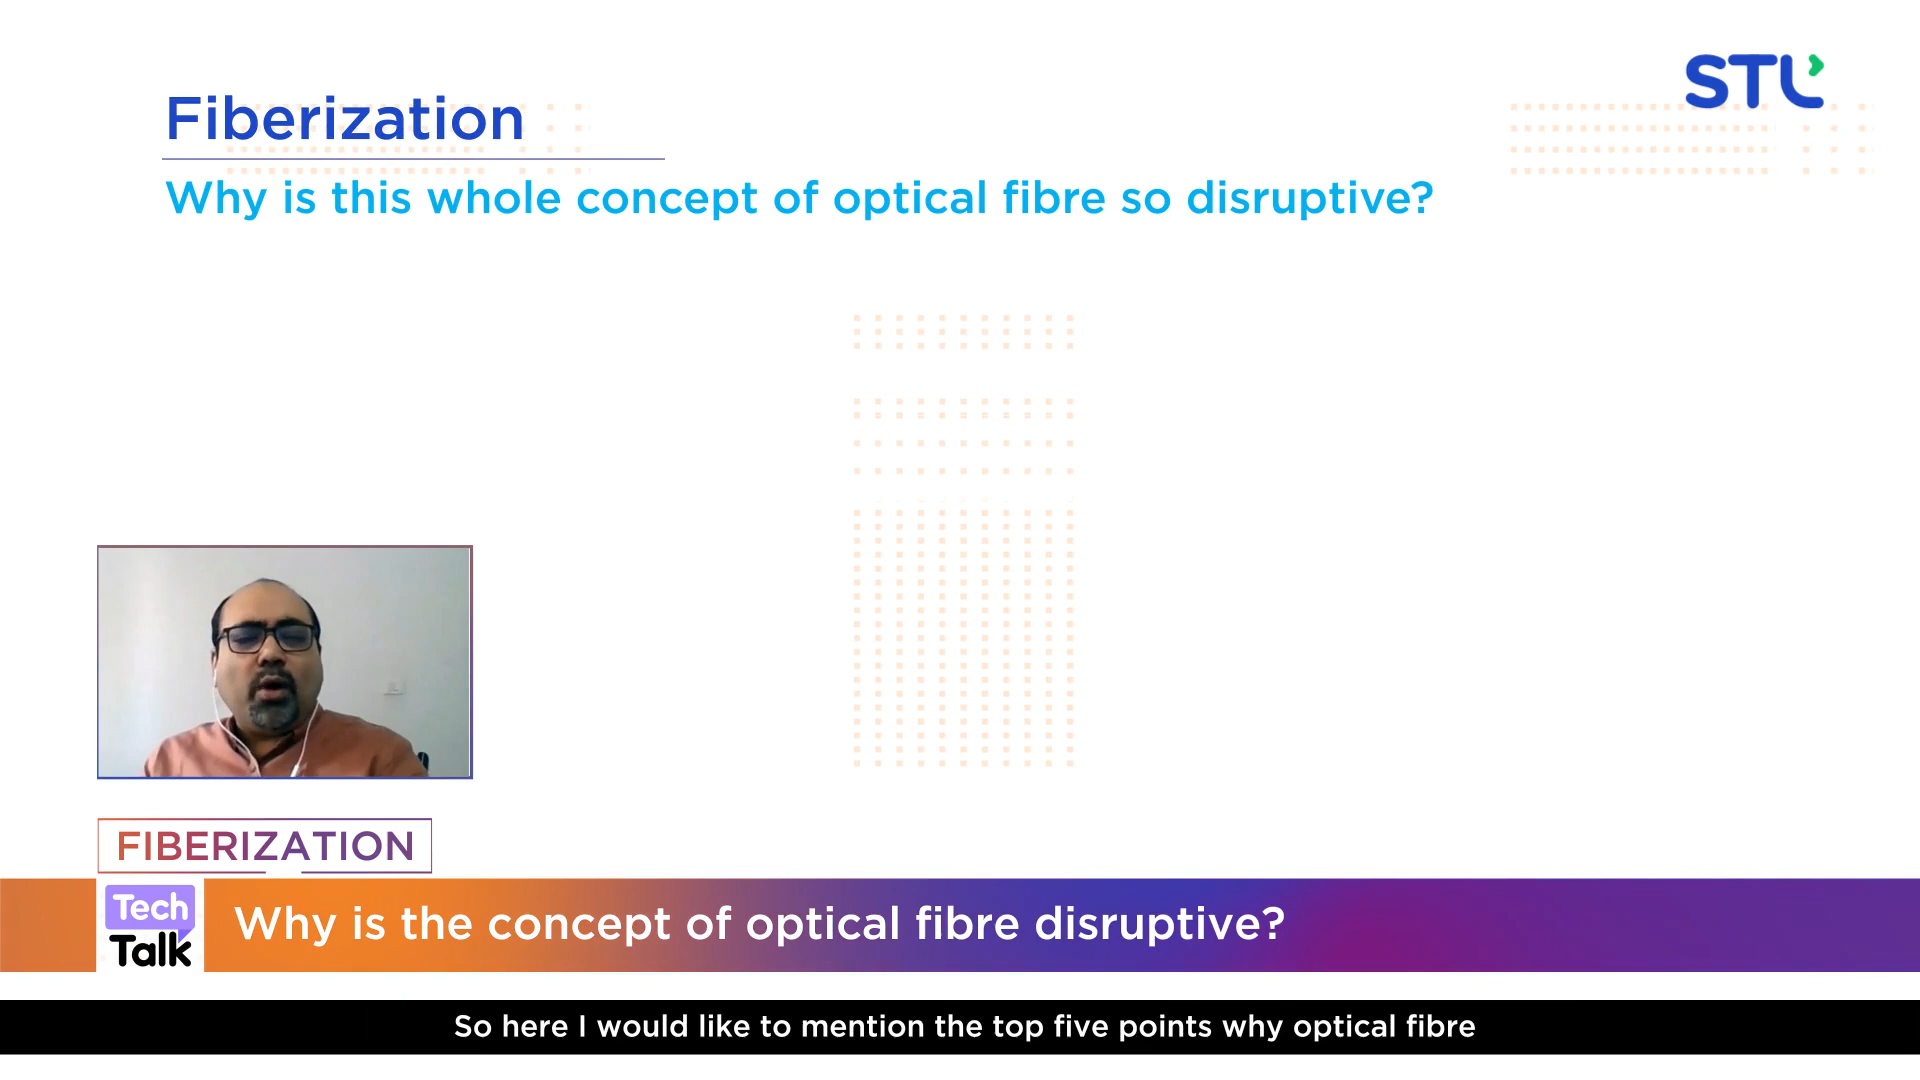 STL
Fiberization
Why is this whole concept of optical fibre so disruptive?
FIBERIZATION
Tech
Talk
Why is the concept of optical fibre disruptive?
So here I would like to mention the top five points why optical fibre